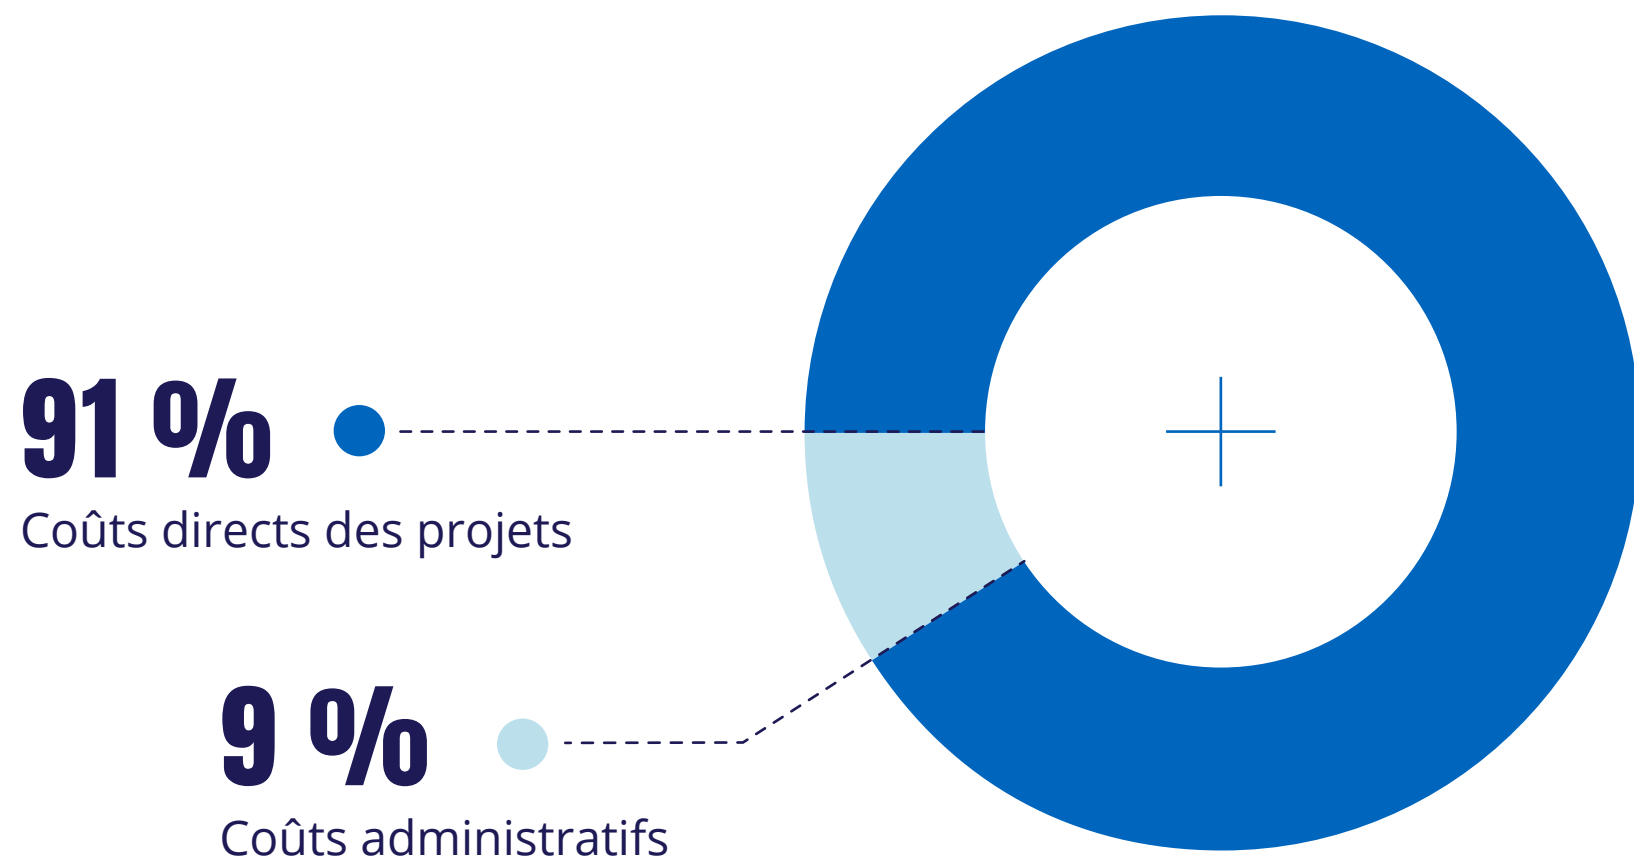 91 %
Coûts directs des projets
9 %
Coûts administratifs